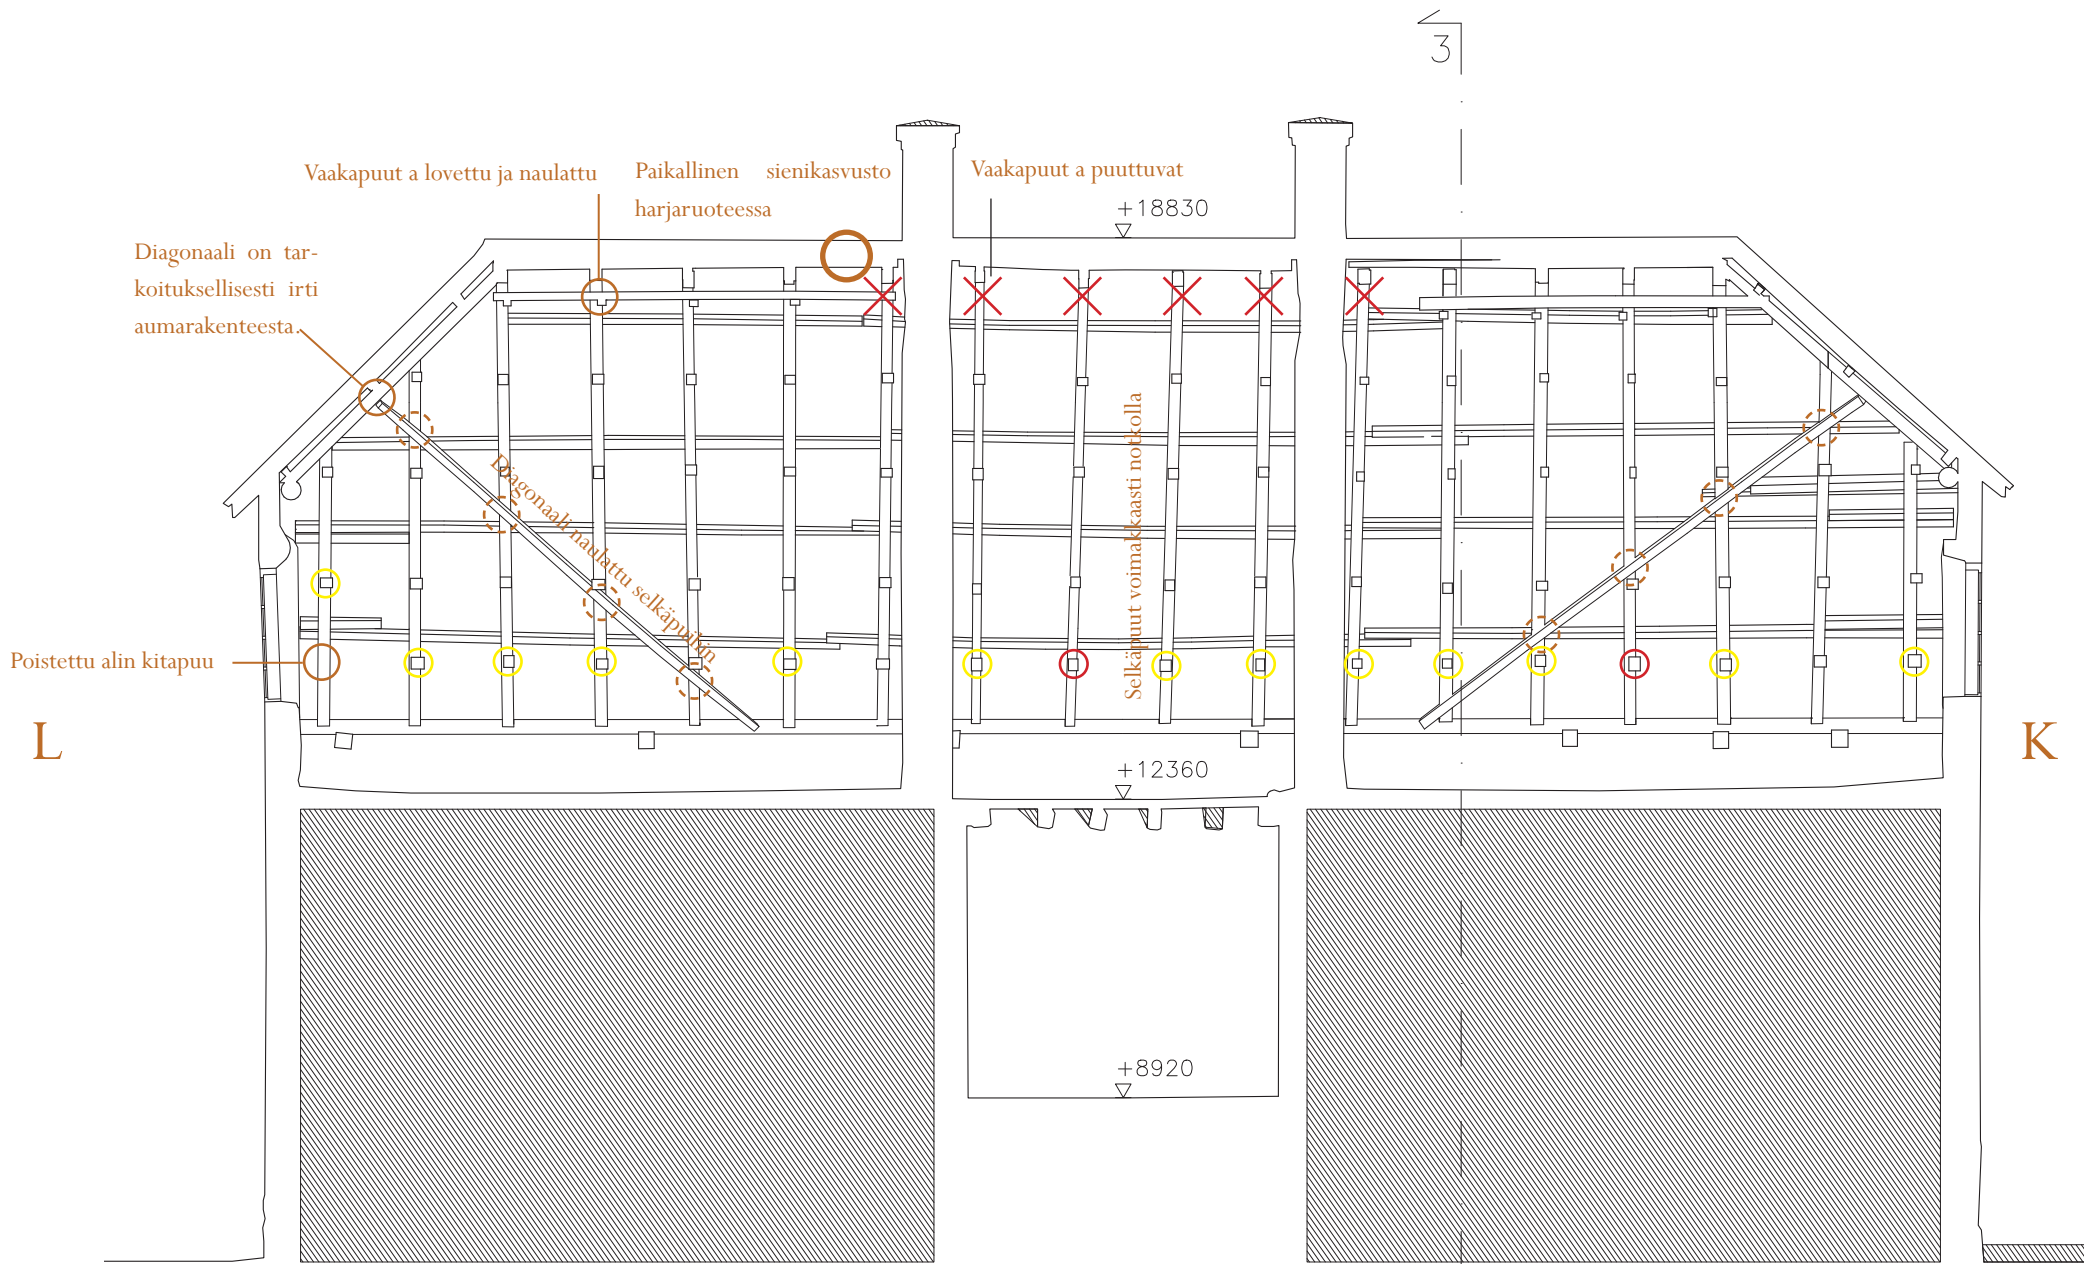 3
Vaakapuut a lovettu ja naulattu
Paikallinen sienikasvusto
harjaruoteessa
Vaakapuut a puuttuvat
+18830
Diagonaali on tar-
koituksellisesti irti
aumarakenteesta.
Diagonaali naulattu selkäpuihin
Selkäpuut voimakkaasti notkolla
Poistettu alin kitapuu
L
K
+12360
+8920